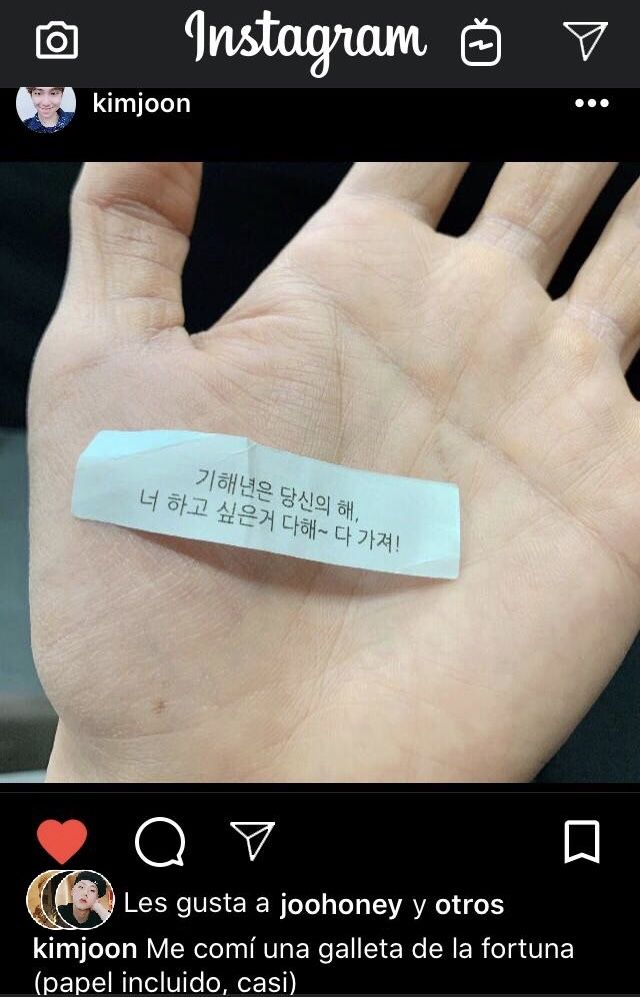 Instagram
kimjoon
기해년은 당신의 해,
너 하고 싶은거 다해~ 다 가져!
Les gusta a joohoney y otros
kimjoon Me comí una galleta de la fortuna
(papel incluido, casi)